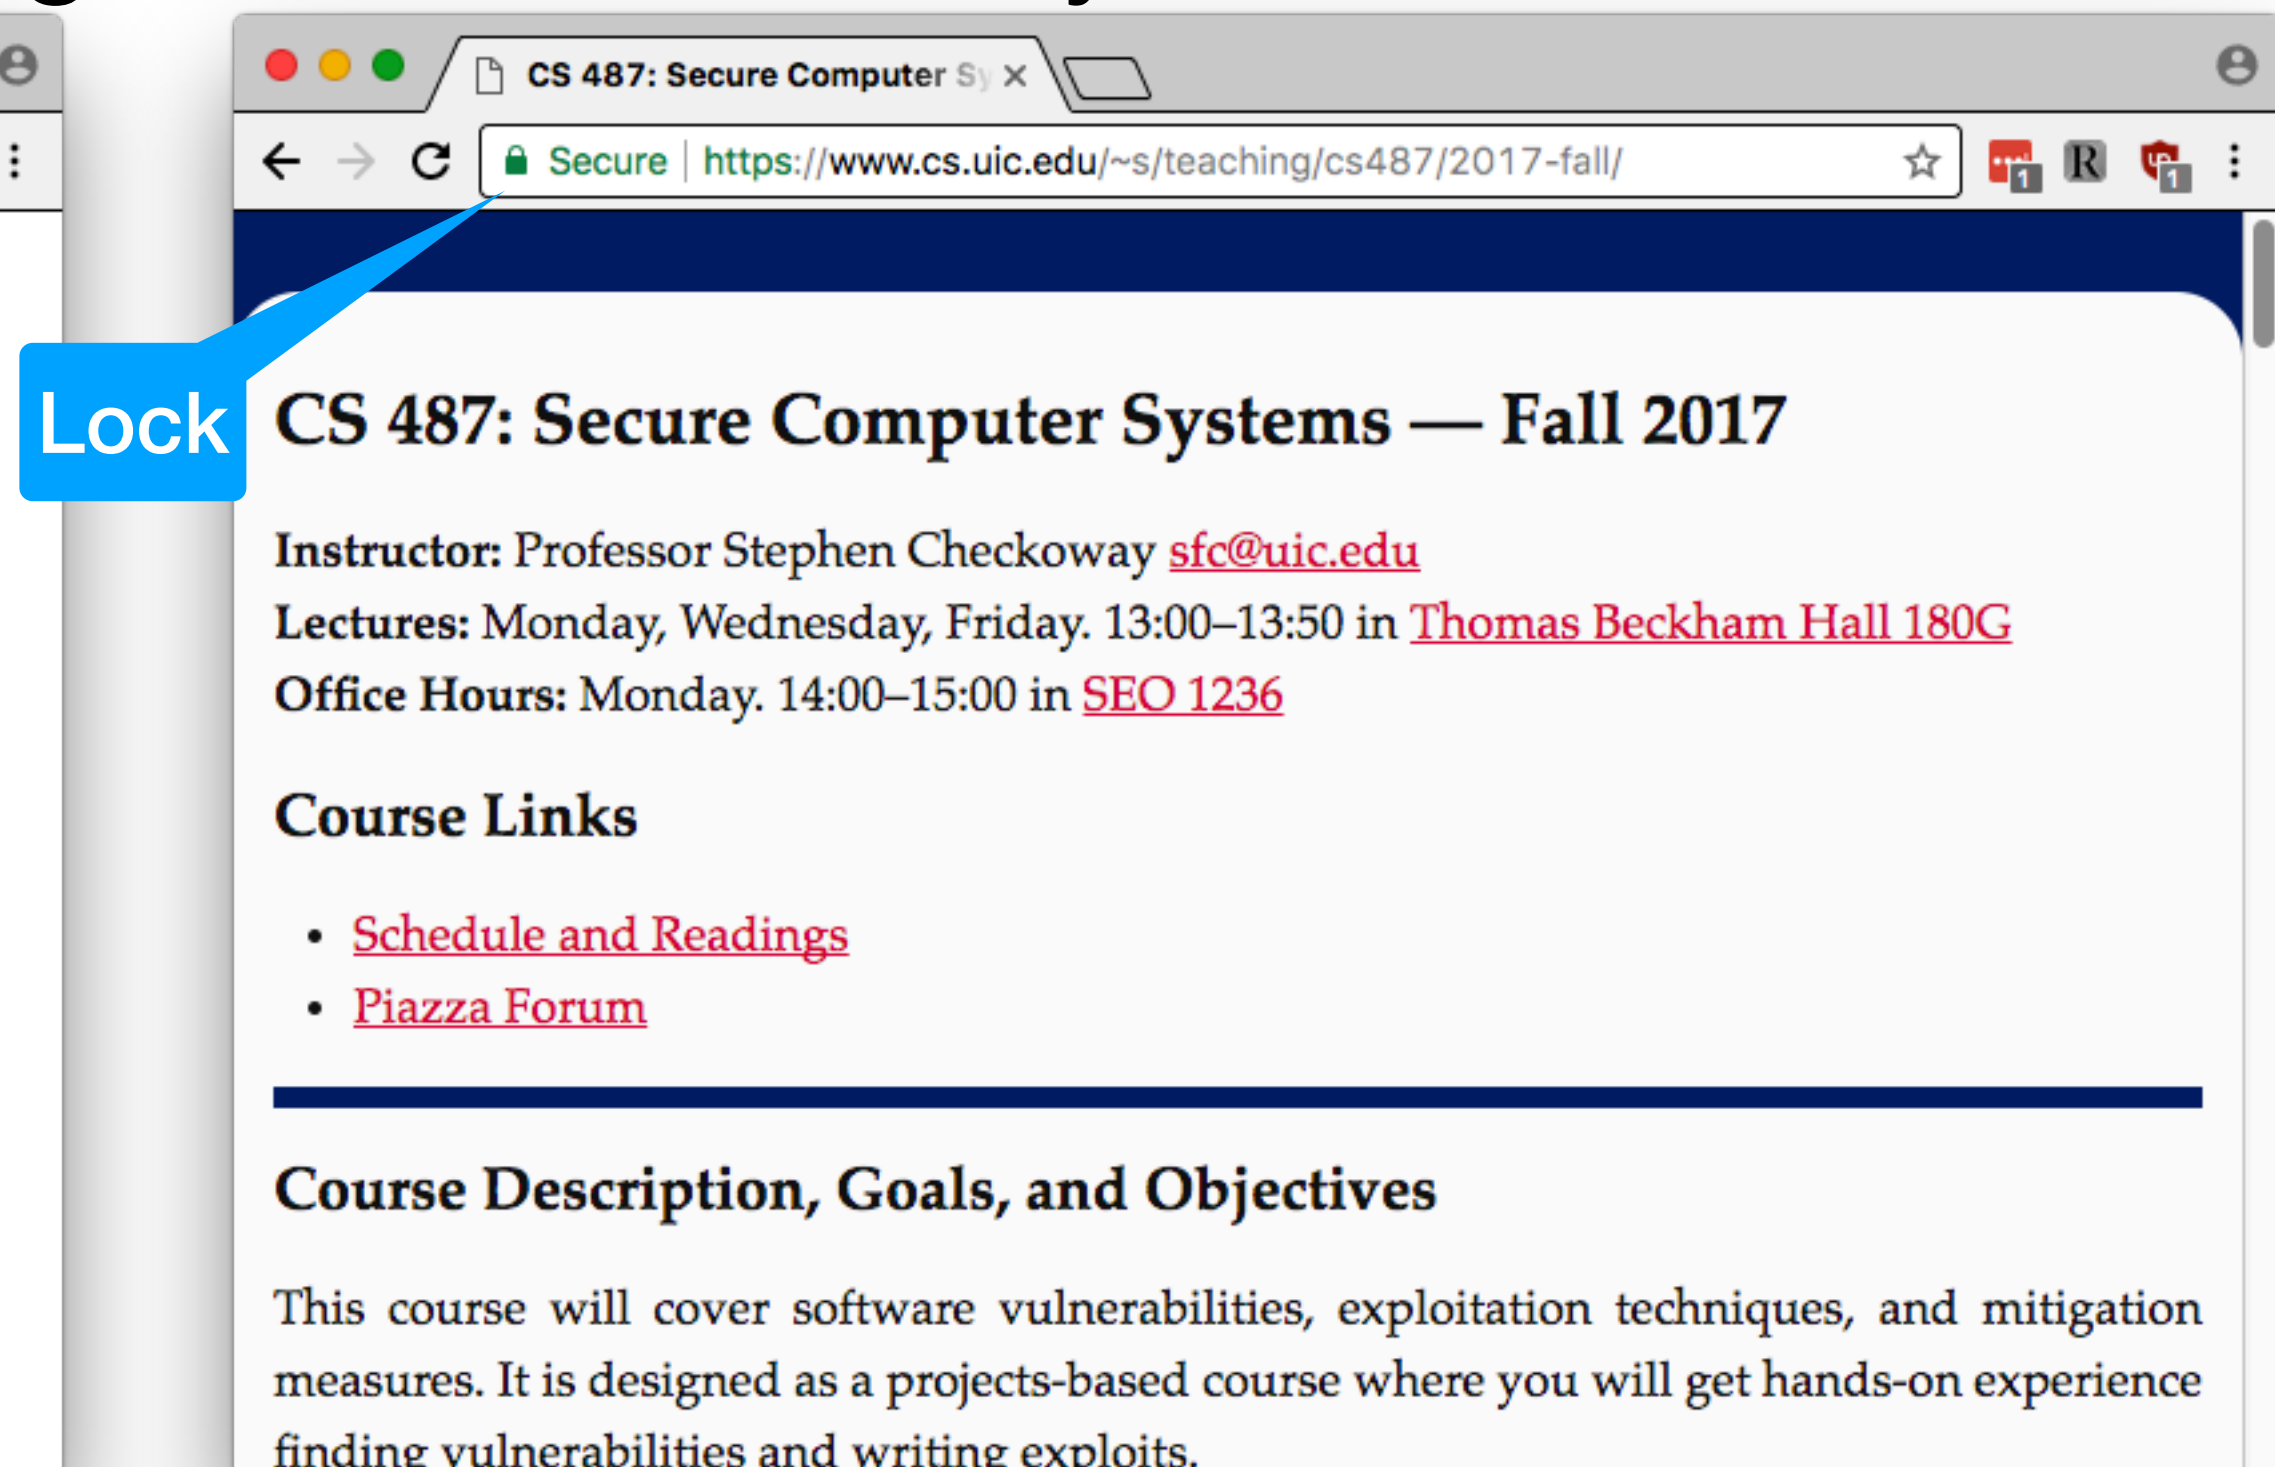 CS 487: Secure Computer Sy
Secure | https://www.cs.uic.edu/~s/teaching/cs487/2017-fall/
1
R
1
Lock
CS 487: Secure Computer Systems — Fall 2017
Instructor: Professor Stephen Checkoway sfc@uic.edu
Lectures: Monday, Wednesday, Friday. 13:00–13:50 in Thomas Beckham Hall 180G
Office Hours: Monday. 14:00–15:00 in SEO 1236
Course Links
• Schedule and Readings
• Piazza Forum
Course Description, Goals, and Objectives
This course will cover software vulnerabilities, exploitation techniques, and mitigation
measures. It is designed as a projects-based course where you will get hands-on experience
finding vulnerabilities and writing exploits.